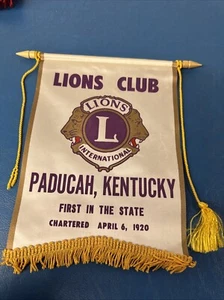 LIONS CLUB
LIONS
L
INTERNATIONAL
PADUCAH, KENTUCKY
FIRST IN THE STATE
CHARTERED APRIL 6, 1920